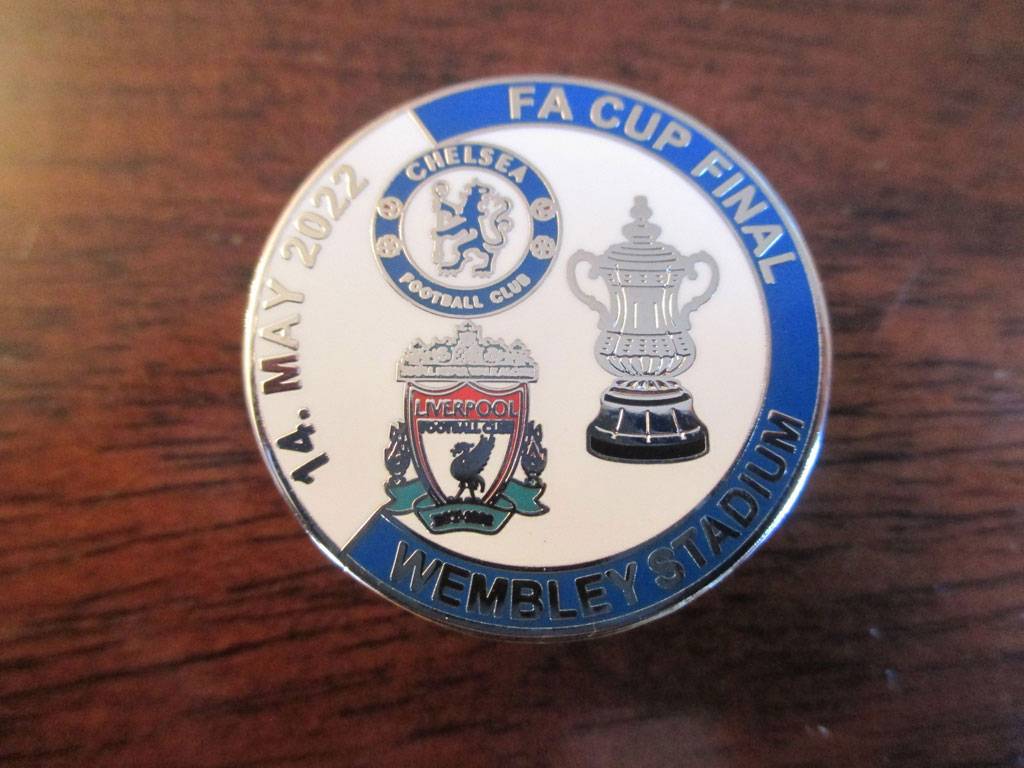 FA CUP FINAL
14. MAY 2022
CHELSEA
FOOTBALL CLUB
LIVERPOOL
FOOTBALL CLUB
WEMBLEY STADIUM